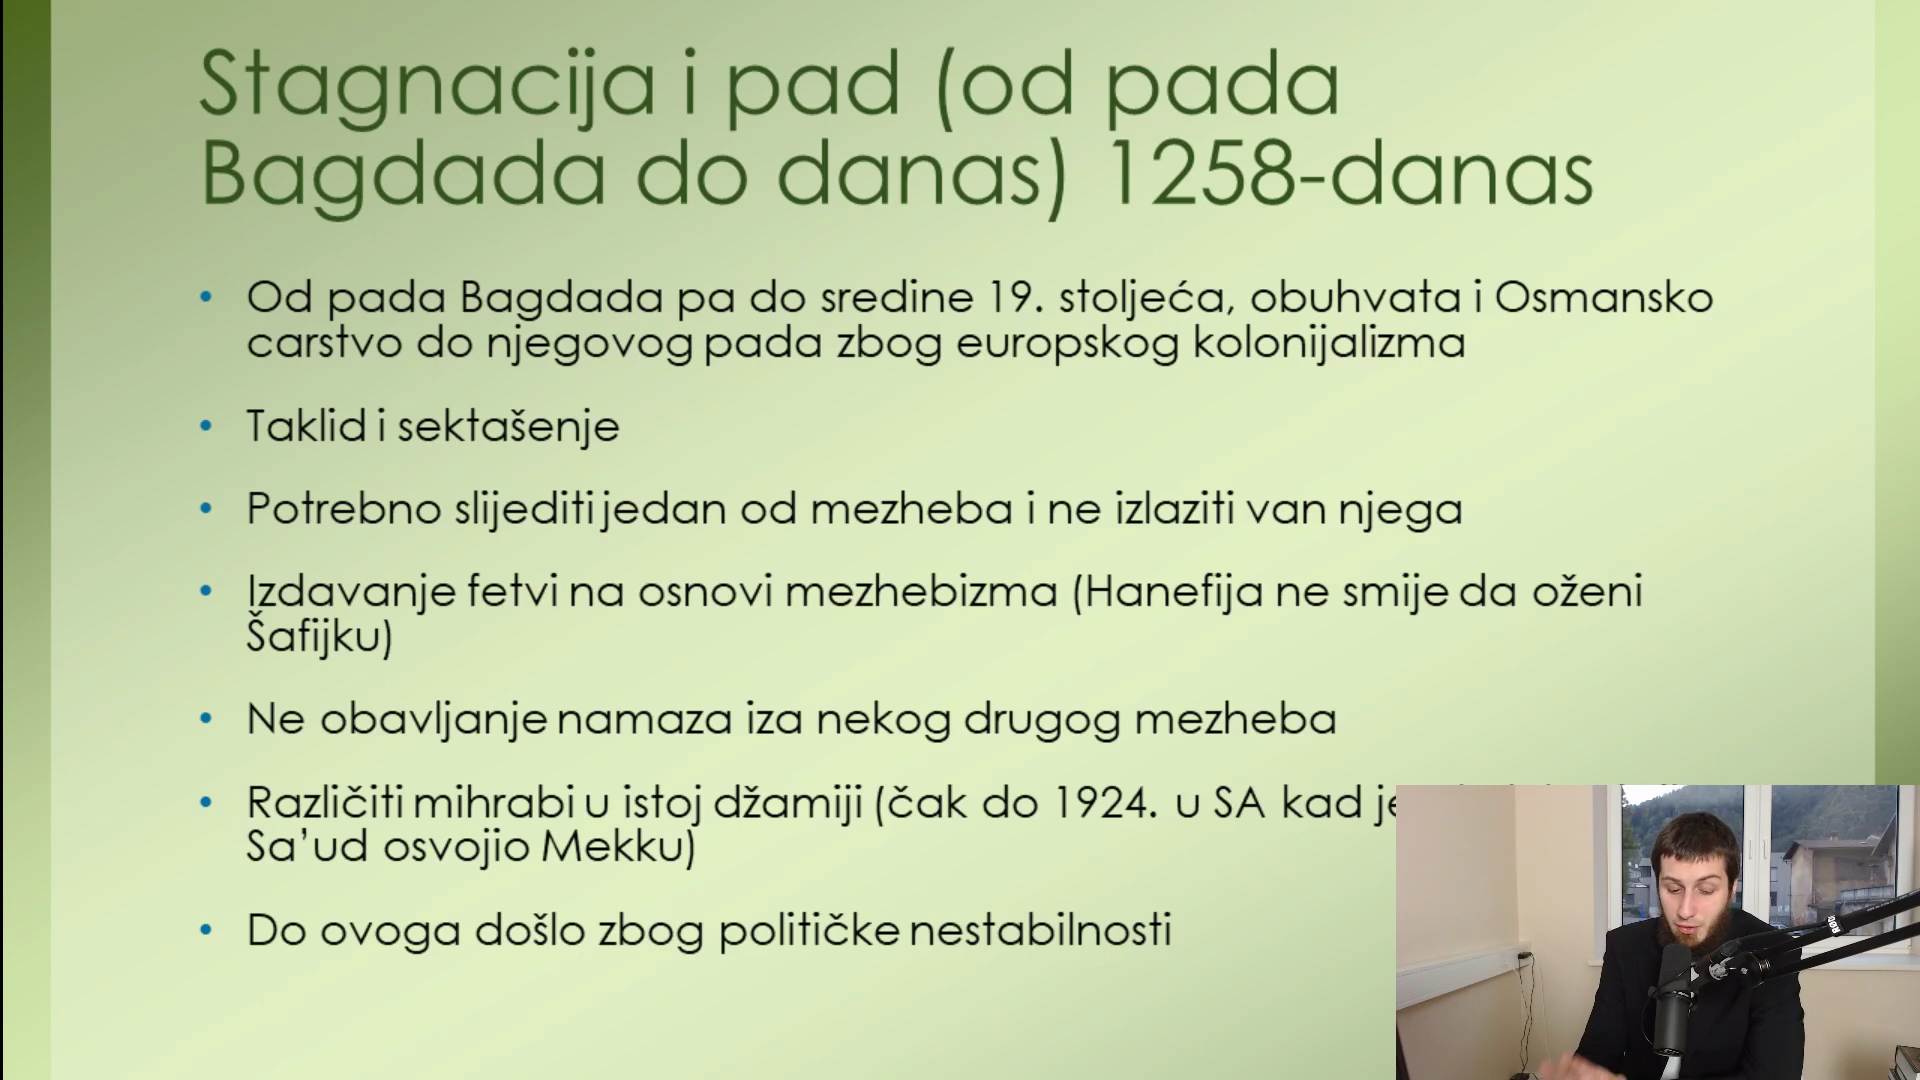 Stagnacija i pad (od pada
Bagdada do danas) 1258-danas
• Od pada Bagdada pa do sredine 19. stoljeća, obuhvata i Osmansko
carstvo do njegovog pada zbog europskog kolonijalizma
• Taklid i sektašenje
• Potrebno slijediti jedan od mezheba i ne izlaziti van njega
• Izdavanje fetvi na osnovi mezhebizma (Hanefija ne smije da oženi
Šafijku)
• Ne obavljanje namaza iza nekog drugog mezheba
• Različiti mihrabi u istoj džamiji (čak do 1924. u SA kad je
Sa’ud osvojio Mekku)
• Do ovoga došlo zbog političke nestabilnosti